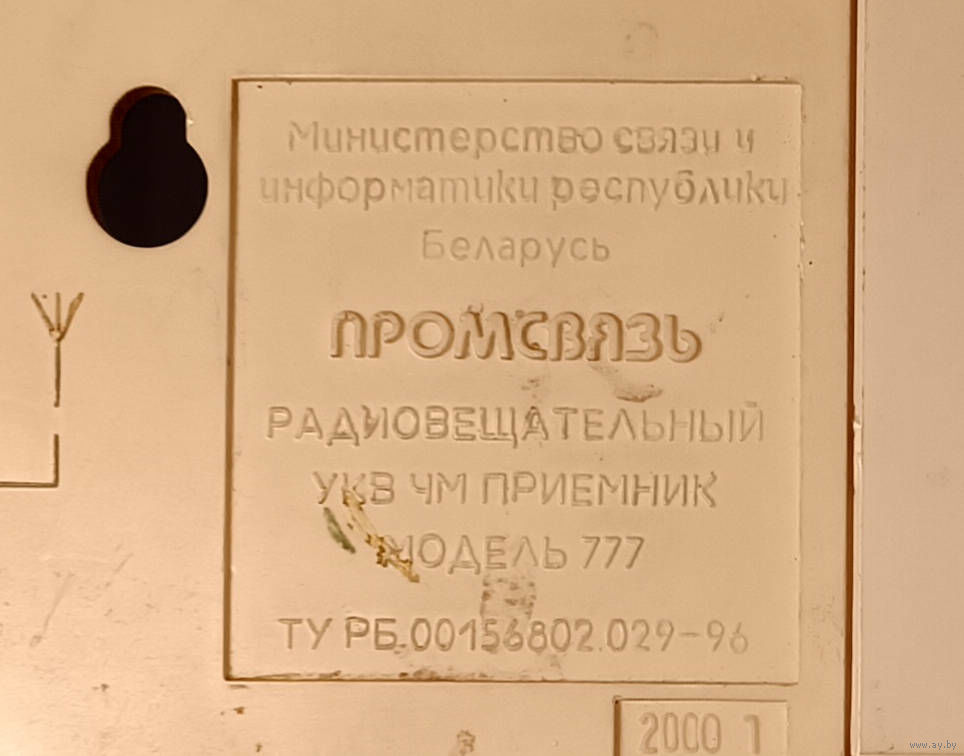 Министерство связи и
информатики республики
Беларусь
ПРОМСВЯЗЬ
РАДИОВЕЩАТЕЛЬНЫЙ
УКВ ЧМ ПРИЕМНИК
МОДЕЛЬ 777
ТУ РБ.00156802.029-96
2000 1
www.ay.by